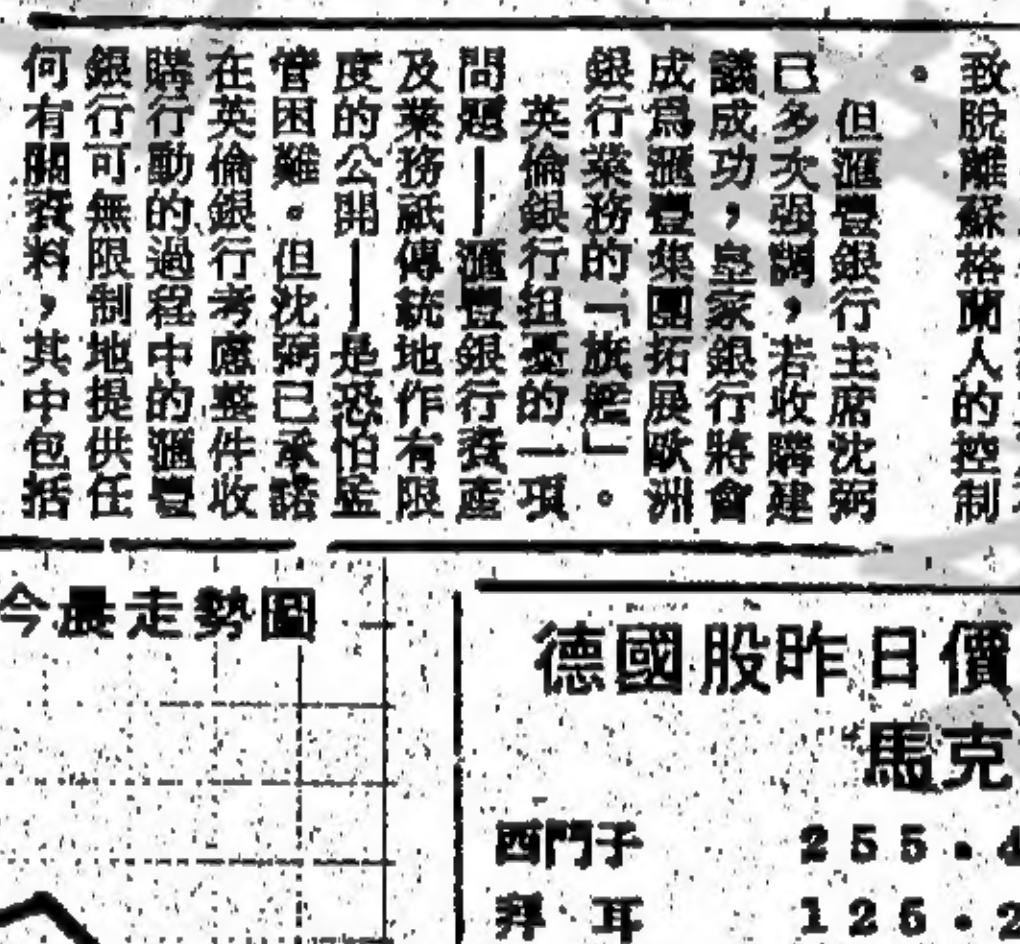 致脫離蘇格蘭人的控制
。
但滙豐銀行主席沈弼
已多次强調，若收購建
議成功，皇家銀行將會
成爲滙豐集團拓展歐洲
銀行業務的「旗艦」。
英倫銀行担憂的一項
問題——滙豐銀行資產
及業務祇傳統地作有限
度的公開——是恐怕監
管困難。但沈弼已承諾
在英倫銀行考慮整件收
購行動的過程中的滙豐
銀行可無限制地提供任
何有關資料，其中包括
今晨走勢圖
德國股昨日價
馬克
西門子 255.4
拜耳 126.2